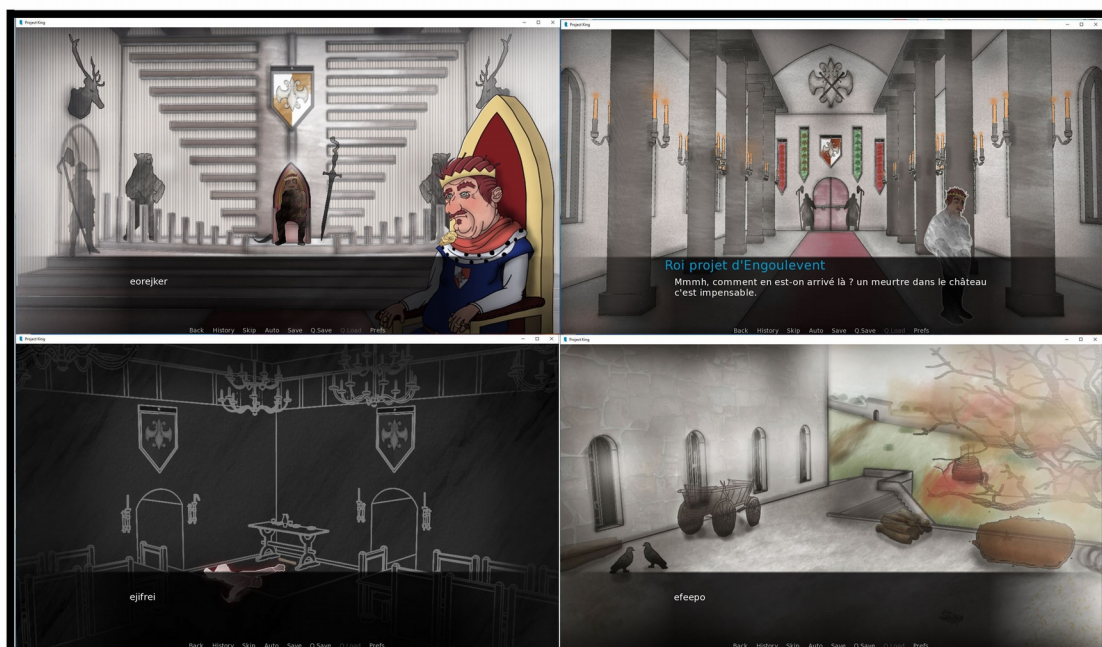 Project King
eorejker
Back History Skip Auto Save Q.Save Q.Load Prefs
Project King
Roi projet d'Engoulevent
Mmmh, comment en est-on arrivé là ? un meurtre dans le château
c'est impensable.
Back History Skip Auto Save Q.Save Q.Load Prefs
Project King
ejifrei
Back History Skip Auto Save Q.Save Q.Load Prefs
Project King
efeepo
Back History Skip Auto Save Q.Save Q.Load Prefs